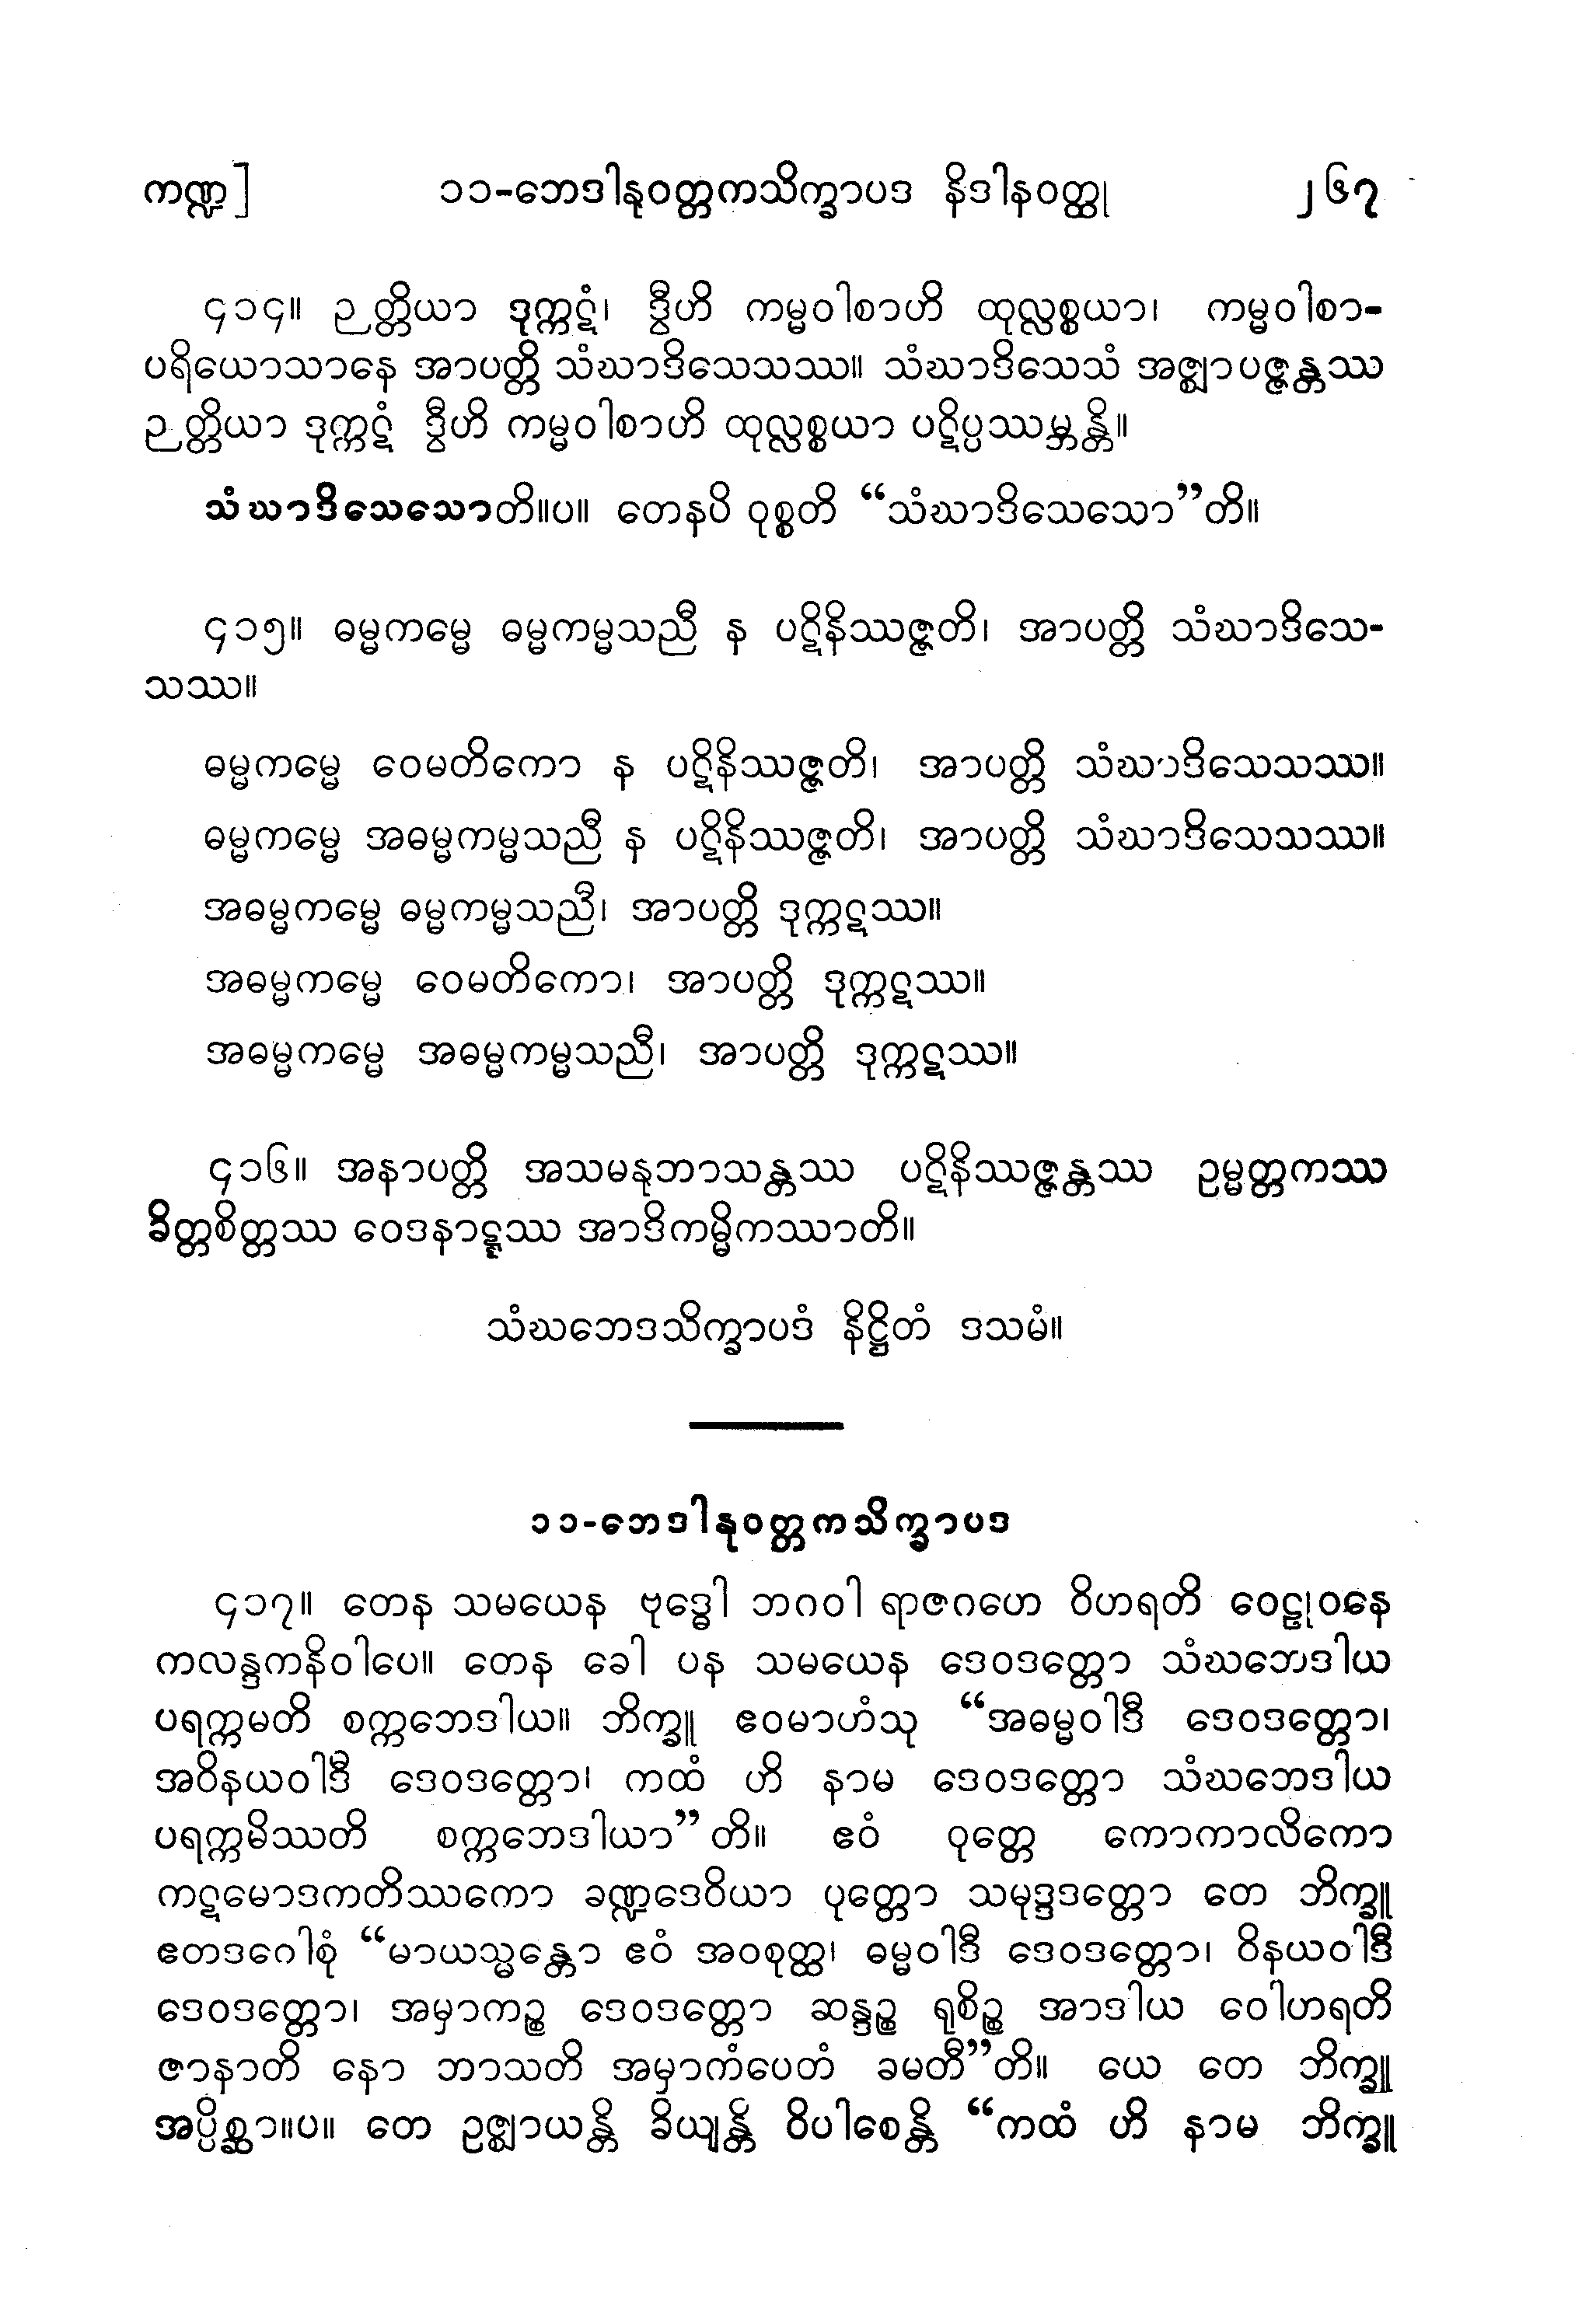 ကဏ္ဍ] ၁၁-ဘေဒါနုဝတ္တကသိက္ခာပဒ နိဒါနဝတ္ထု ၂၆၇
၄၁၄။ ဉတ္တိယာ ဒုက္ကဋံ၊ ဒွီဟိ ကမ္မဝါစာဟိ ထုလ္လစ္စယာ၊ ကမ္မဝါစာ-
ပရိယောသာနေ အာပတ္တိ သံဃာဒိသေသဿ။ သံဃာဒိသေသံ အဇ္ဈာပဇ္ဇန္တဿ
ဉတ္တိယာ ဒုက္ကဋံ ဒွီဟိ ကမ္မဝါစာဟိ ထုလ္လစ္စယာ ပဋိပ္ပဿမ္ဘန္တိ။
သံဃာဒိသေသောတိ။ပ။ တေနပိ ဝုစ္စတိ “သံဃာဒိသေသော”တိ။
၄၁၅။ ဓမ္မကမ္မေ ဓမ္မကမ္မသညီ န ပဋိနိဿဇ္ဇတိ၊ အာပတ္တိ သံဃာဒိသေ-
သဿ။
ဓမ္မကမ္မေ ဝေမတိကော န ပဋိနိဿဇ္ဇတိ၊ အာပတ္တိ သံဃာဒိသေသဿ။
ဓမ္မကမ္မေ အဓမ္မကမ္မသညီ န ပဋိနိဿဇ္ဇတိ၊ အာပတ္တိ သံဃာဒိသေသဿ။
အဓမ္မကမ္မေ ဓမ္မကမ္မသညီ၊ အာပတ္တိ ဒုက္ကဋဿ။
အဓမ္မကမ္မေ ဝေမတိကော၊ အာပတ္တိ ဒုက္ကဋဿ။
အဓမ္မကမ္မေ အဓမ္မကမ္မသညီ၊ အာပတ္တိ ဒုက္ကဋဿ။
၄၁၆။ အနာပတ္တိ အသမနုဘာသန္တဿ ပဋိနိဿဇ္ဇန္တဿ ဥမ္မတ္တကဿ
ခိတ္တစိတ္တဿ ဝေဒနာဋ္ဋဿ အာဒိကမ္မိကဿာတိ။
သံဃဘေဒသိက္ခာပဒံ နိဋ္ဌိတံ ဒသမံ။
၁၁-ဘေဒါနုဝတ္တကသိက္ခာပဒ
၄၁၇။ တေန သမယေန ဗုဒ္ဓေါ ဘဂဝါ ရာဇဂဟေ ဝိဟရတိ ဝေဠုဝနေ
ကလန္ဒကနိဝါပေ။ တေန ခေါ ပန သမယေန ဒေဝဒတ္တော သံဃဘေဒါယ
ပရက္ကမတိ စက္ကဘေဒါယ။ ဘိက္ခူ ဧဝမာဟံသု “အဓမ္မဝါဒီ ဒေဝဒတ္တော၊
အဝိနယဝါဒီ ဒေဝဒတ္တော၊ ကထံ ဟိ နာမ ဒေဝဒတ္တော သံဃဘေဒါယ
ပရက္ကမိဿတိ စက္ကဘေဒါယာ”တိ။ ဧဝံ ဝုတ္တေ ကောကာလိကော
ကဋမောဒကတိဿကော ခဏ္ဍဒေဝိယာ ပုတ္တော သမုဒ္ဒဒတ္တော တေ ဘိက္ခူ
ဧတဒဂေါစုံ “မာယသ္မန္တော ဧဝံ အဝစုတ္ထ၊ ဓမ္မဝါဒီ ဒေဝဒတ္တော၊ ဝိနယဝါဒီ
ဒေဝဒတ္တော၊ အမှာကဉ္စ ဒေဝဒတ္တော ဆန္ဒဉ္စ ရုစိဉ္စ အာဒါယ ဝေါဟရတိ
ဇာနာတိ နော ဘာသတိ အမှာကံပေတံ ခမတီ”တိ။ ယေ တေ ဘိက္ခူ
အပ္ပိစ္ဆာ။ပ။ တေ ဥဇ္ဈာယန္တိ ခိယျန္တိ ဝိပါစေန္တိ “ကထံ ဟိ နာမ ဘိက္ခူ